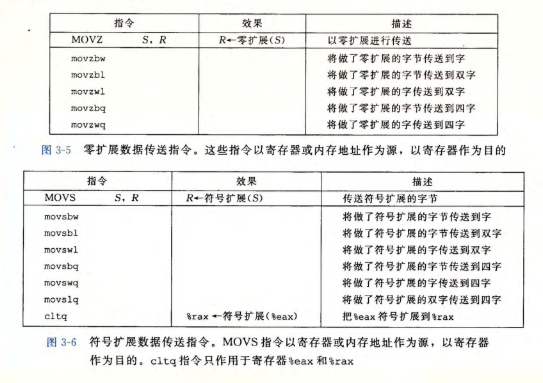 指令 效果 描述
MOVZ S, R R←零扩展(S) 以零扩展进行传送
movzbw 将做了零扩展的字节传送到字
movzbl 将做了零扩展的字节传送到双字
movzwl 将做了零扩展的字传送到双字
movzbq 将做了零扩展的字节传送到四字
movzwq 将做了零扩展的字传送到四字
图 3-5 零扩展数据传送指令。这些指令以寄存器或内存地址作为源，以寄存器作为目的
指令 效果 描述
MOVS S, R R←符号扩展(S) 传送符号扩展的字节
movsbw 将做了符号扩展的字节传送到字
movsbl 将做了符号扩展的字节传送到双字
movswl 将做了符号扩展的字传送到双字
movsbq 将做了符号扩展的字节传送到四字
movswq 将做了符号扩展的字传送到四字
movslq 将做了符号扩展的双字传送到四字
cltq %rax←符号扩展(%eax) 把%eax符号扩展到%rax
图 3-6 符号扩展数据传送指令。MOVS指令以寄存器或内存地址作为源，以寄存器
作为目的。cltq指令只作用于寄存器%eax和%rax